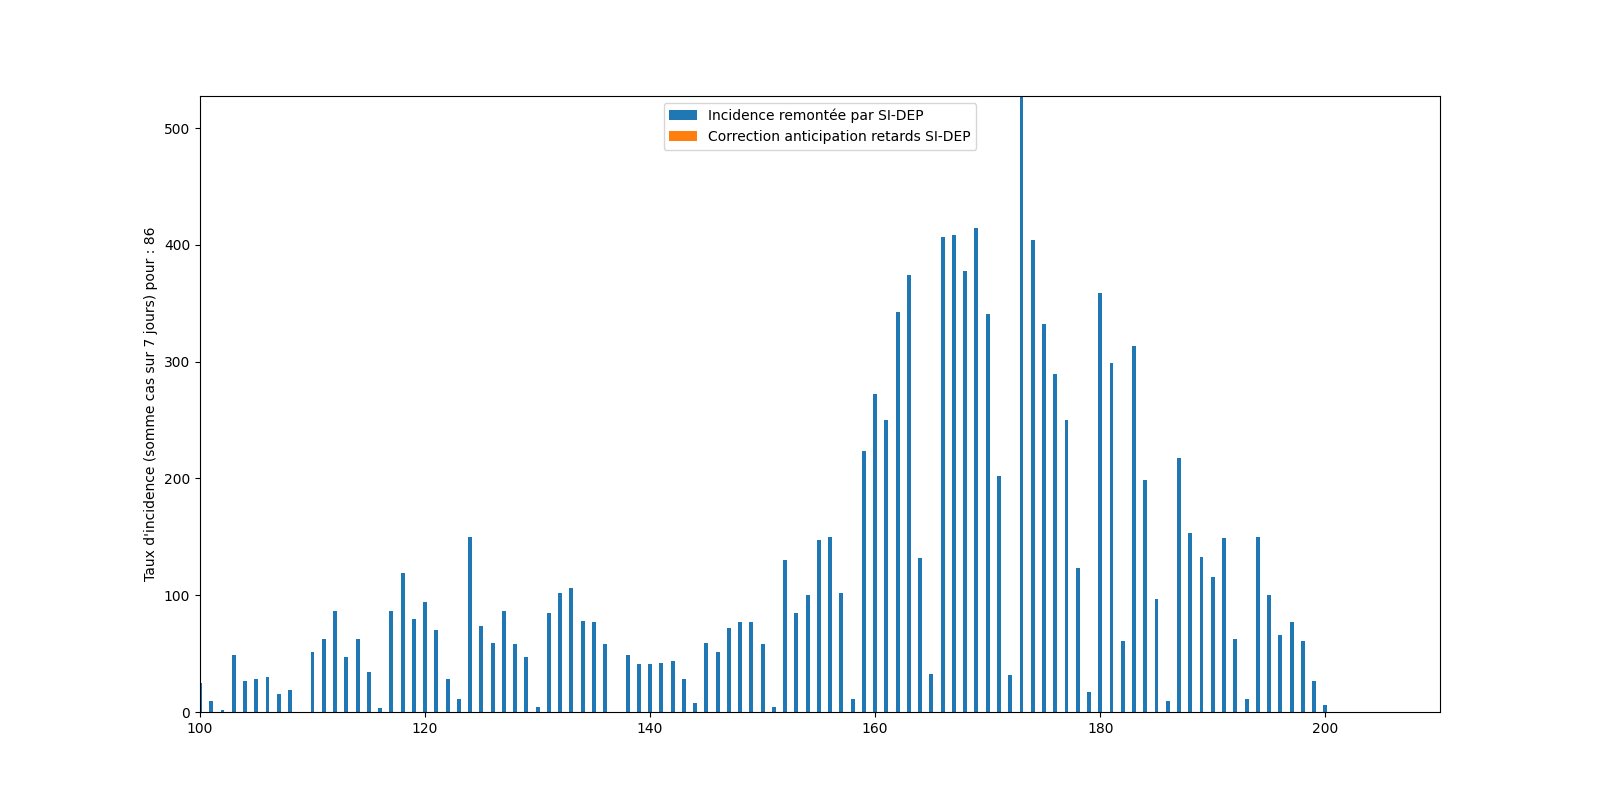 Incidence remontée par SI-DEP
Correction anticipation retards SI-DEP
Taux d'incidence (somme cas sur 7 jours) pour : 86
500
400
300
200
100
0
100 120 140 160 180 200